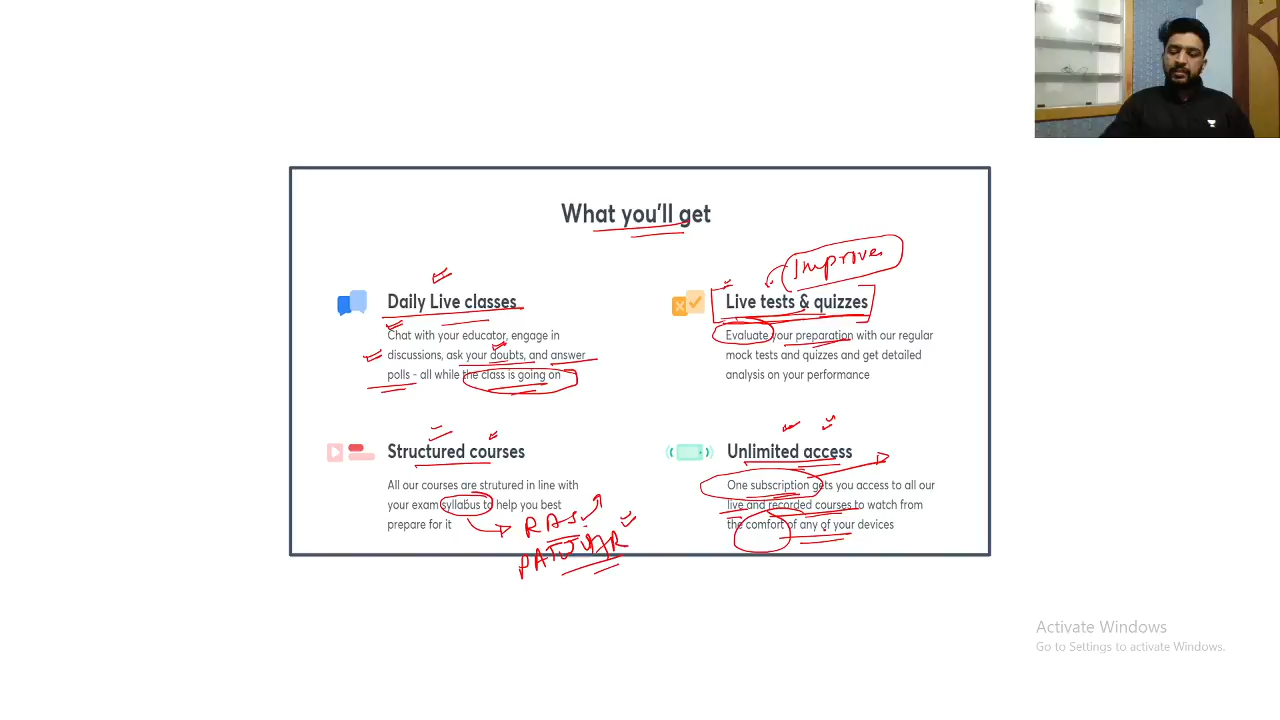 What you'll get
Improve
Daily Live classes
Chat with your educator, engage in
discussions, ask your doubts, and answer
polls - all while the class is going on
Live tests & quizzes
Evaluate your preparation with our regular
mock tests and quizzes and get detailed
analysis on your performance
Structured courses
All our courses are strutured in line with
your exam syllabus to help you best
prepare for it
RAS
PATWAR
Unlimited access
One subscription gets you access to all our
live and recorded courses to watch from
the comfort of any of your devices
Activate Windows
Go to Settings to activate Windows.